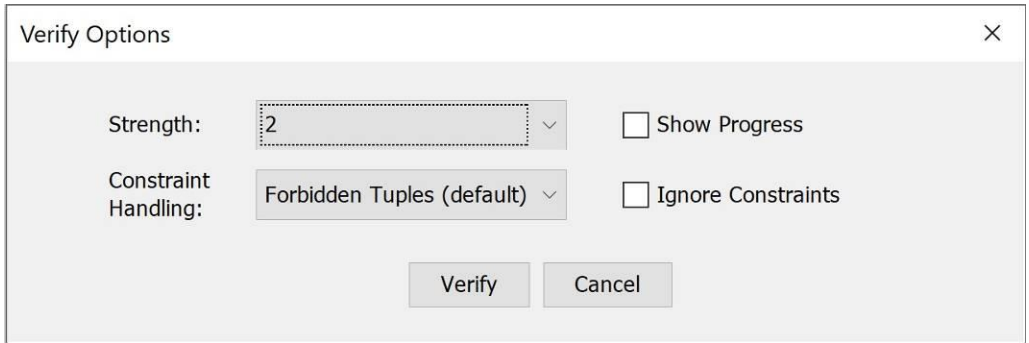 Verify Options
Strength:
2
Show Progress
Constraint
Handling:
Forbidden Tuples (default)
Ignore Constraints
Verify
Cancel